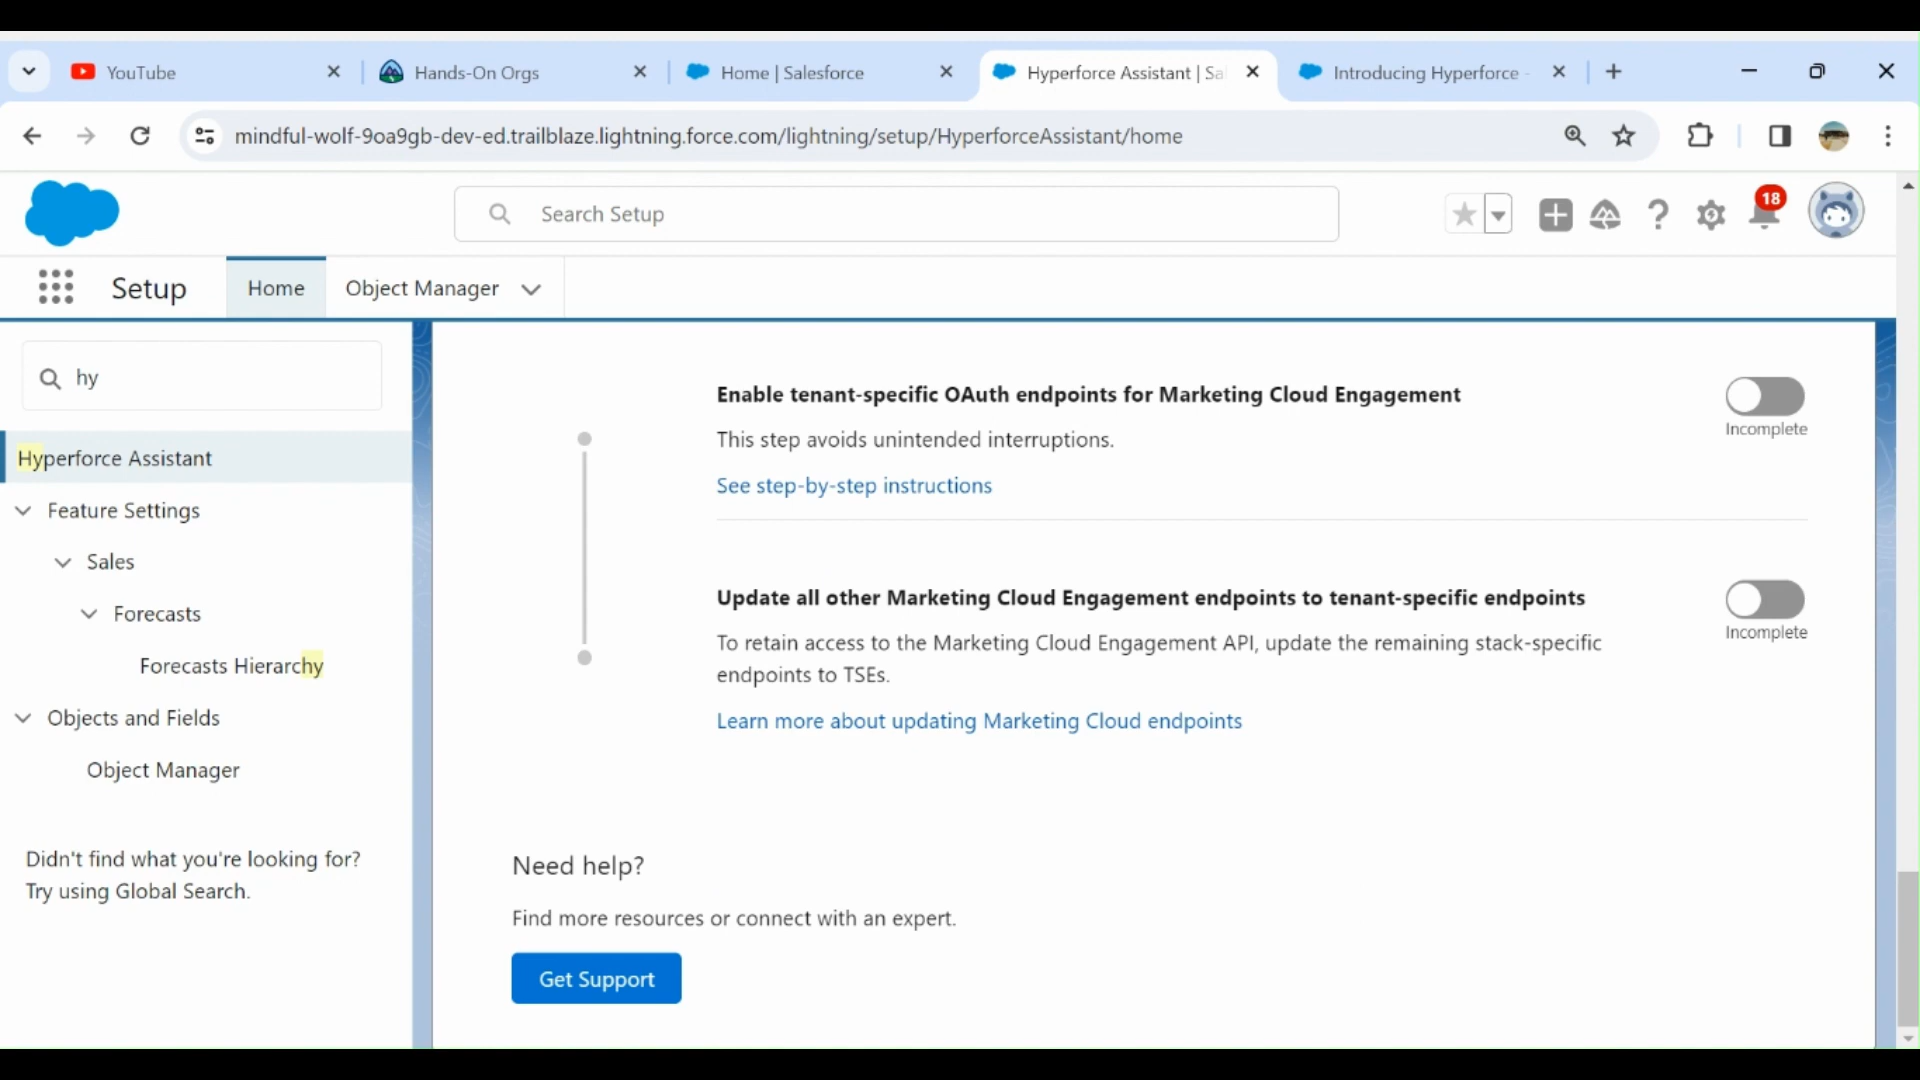 YouTube
Hands-On Orgs
Home | Salesforce
Hyperforce Assistant | Sa
Introducing Hyperforce -
mindful-wolf-9oa9gb-dev-ed.trailblaze.lightning.force.com/lightning/setup/HyperforceAssistant/home
Search Setup
18
Setup
Home
Object Manager
hy
Hyperforce Assistant
Feature Settings
Sales
Forecasts
Forecasts Hierarchy
Objects and Fields
Object Manager
Didn't find what you're looking for?
Try using Global Search.
Enable tenant-specific OAuth endpoints for Marketing Cloud Engagement
Incomplete
This step avoids unintended interruptions.
See step-by-step instructions
Update all other Marketing Cloud Engagement endpoints to tenant-specific endpoints
Incomplete
To retain access to the Marketing Cloud Engagement API, update the remaining stack-specific
endpoints to TSEs.
Learn more about updating Marketing Cloud endpoints
Need help?
Find more resources or connect with an expert.
Get Support